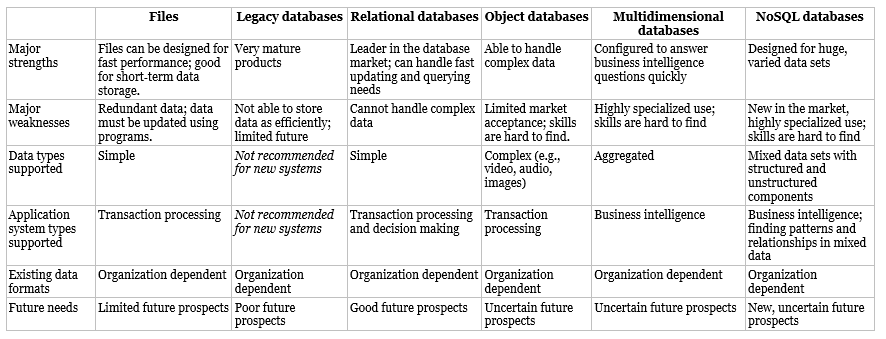 Files Legacy databases Relational databases Object databases Multidimensional databases NoSQL databases
Major strengths
Files can be designed for fast performance; good for short-term data storage.
Very mature products
Leader in the database market; can handle fast updating and querying needs
Able to handle complex data
Configured to answer business intelligence questions quickly
Designed for huge, varied data sets
Major weaknesses
Redundant data; data must be updated using programs.
Not able to store data as efficiently; limited future
Cannot handle complex data
Limited market acceptance; skills are hard to find.
Highly specialized use; skills are hard to find
New in the market, highly specialized use; skills are hard to find
Data types supported
Simple
Not recommended for new systems
Simple
Complex (e.g., video, audio, images)
Aggregated
Mixed data sets with structured and unstructured components
Application system types supported
Transaction processing
Not recommended for new systems
Transaction processing and decision making
Transaction processing
Business intelligence
Business intelligence; finding patterns and relationships in mixed data
Existing data formats
Organization dependent
Organization dependent
Organization dependent
Organization dependent
Organization dependent
Organization dependent
Future needs
Limited future prospects
Poor future prospects
Good future prospects
Uncertain future prospects
Uncertain future prospects
New, uncertain future prospects